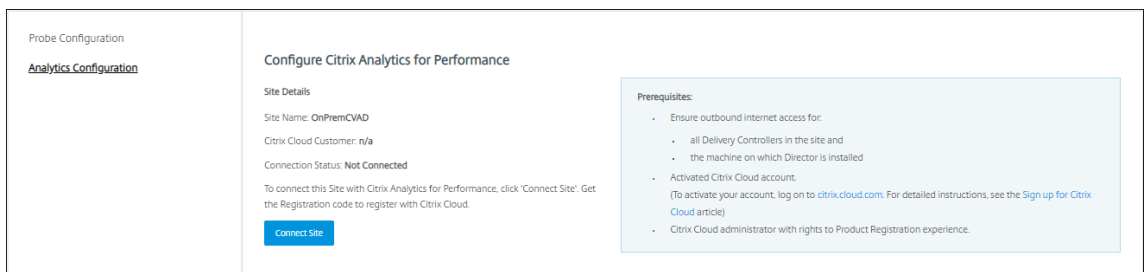 Probe Configuration
Analytics Configuration
Configure Citrix Analytics for Performance
Site Details
Site Name: OnPremCVAD
Citrix Cloud Customer: n/a
Connection Status: Not Connected
To connect this Site with Citrix Analytics for Performance, click 'Connect Site'. Get
the Registration code to register with Citrix Cloud.
Connect Site
Prerequisites:
• Ensure outbound internet access for:
• all Delivery Controllers in the site and
• the machine on which Director is installed
• Activated Citrix Cloud account.
(To activate your account, log on to citrix.cloud.com. For detailed instructions, see the Sign up for Citrix
Cloud article)
• Citrix Cloud administrator with rights to Product Registration experience.